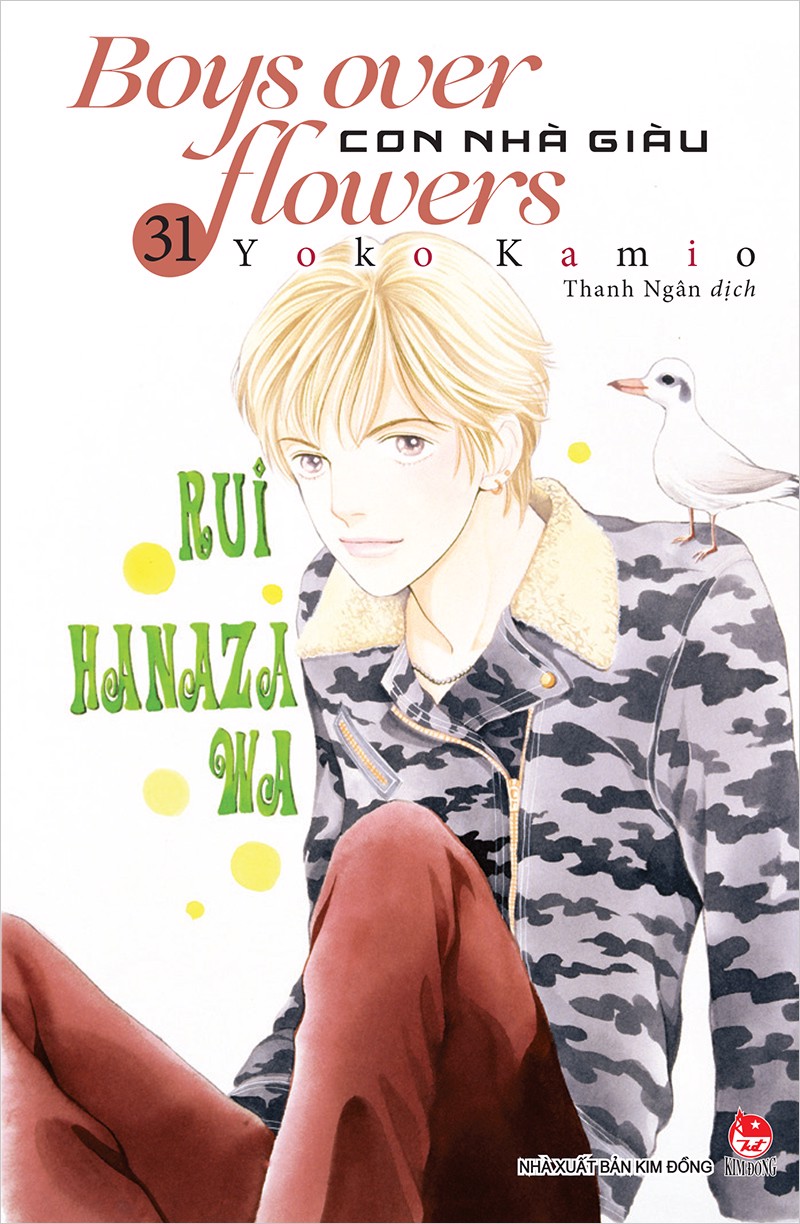 Boys over
CON NHÀ GIÀU
flowers
31
Yoko Kamio
Thanh Ngân dịch
RUI
HANAZA
WA
NHÀ XUẤT BẢN KIM ĐỒNG
KIM ĐỒNG